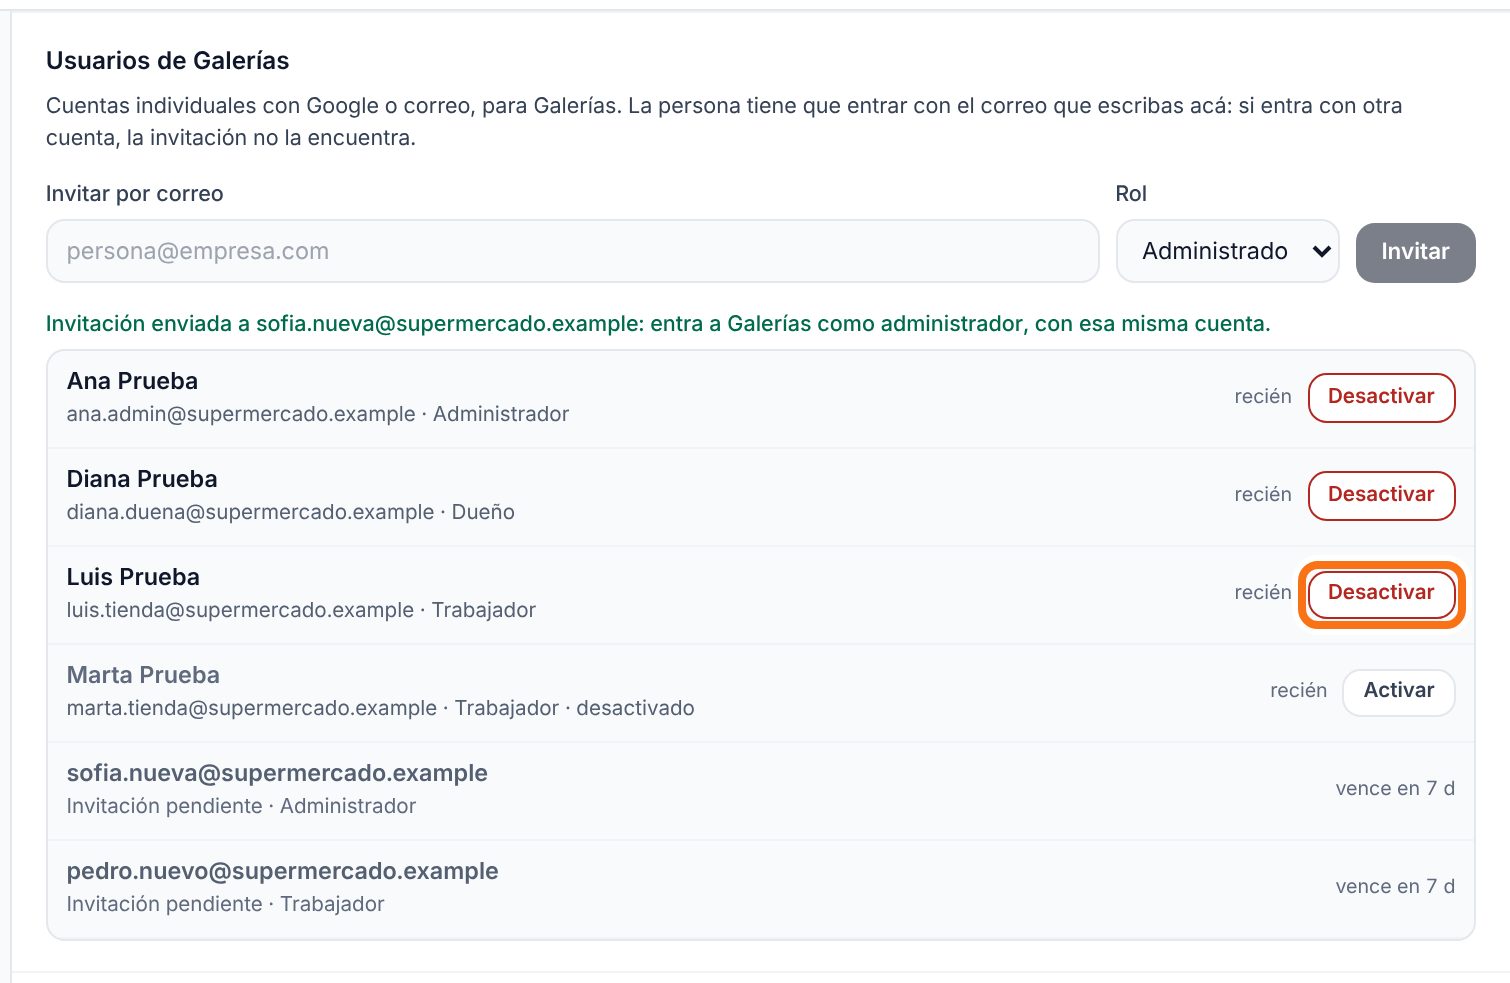 Usuarios de Galerías
Cuentas individuales con Google o correo, para Galerías. La persona tiene que entrar con el correo que escribas acá: si entra con otra
cuenta, la invitación no la encuentra.
Invitar por correo
Rol
persona@empresa.com
Administrado
Invitar
Invitación enviada a sofia.nueva@supermercado.example: entra a Galerías como administrador, con esa misma cuenta.
Ana Prueba
ana.admin@supermercado.example · Administrador
recién
Desactivar
Diana Prueba
diana.duena@supermercado.example · Dueño
recién
Desactivar
Luis Prueba
luis.tienda@supermercado.example · Trabajador
recién
Desactivar
Marta Prueba
marta.tienda@supermercado.example · Trabajador · desactivado
recién
Activar
sofia.nueva@supermercado.example
Invitación pendiente · Administrador
vence en 7 d
pedro.nuevo@supermercado.example
Invitación pendiente · Trabajador
vence en 7 d